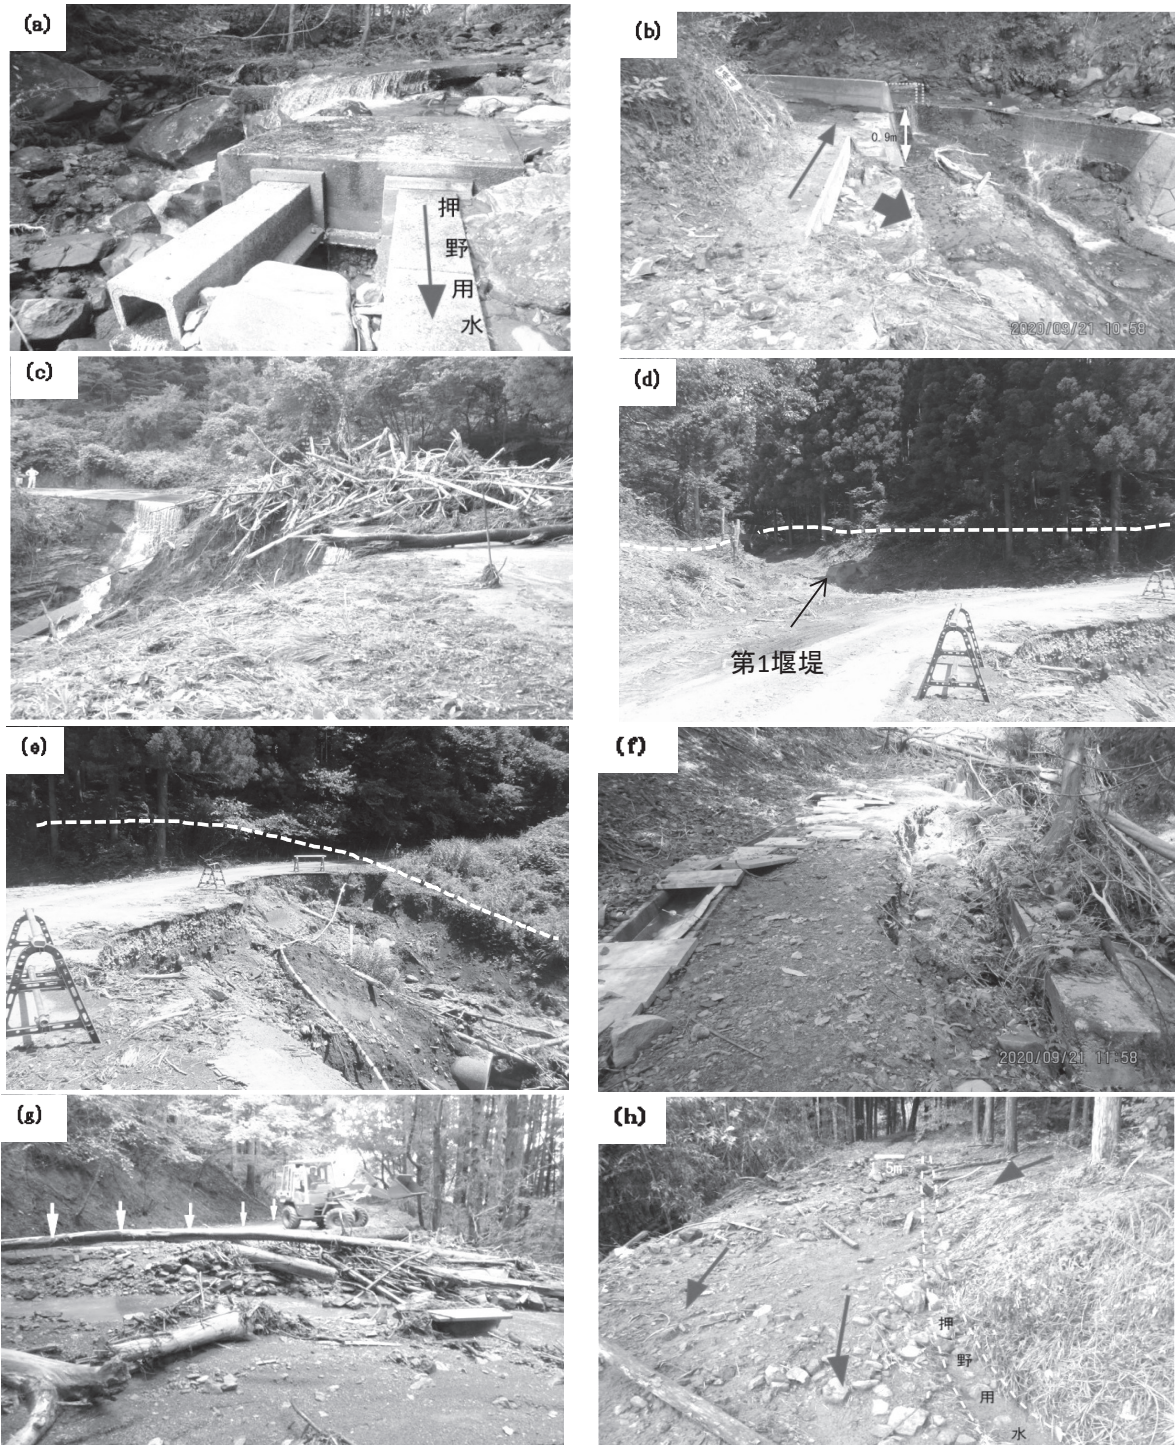 (a)
押
野
用
水
(b)
0.9m
2020/09/21 10:58
(c)
(d)
第1堰堤
(e)
(f)
2020/09/21 11:58
(g)
(h)
押
野
用
水